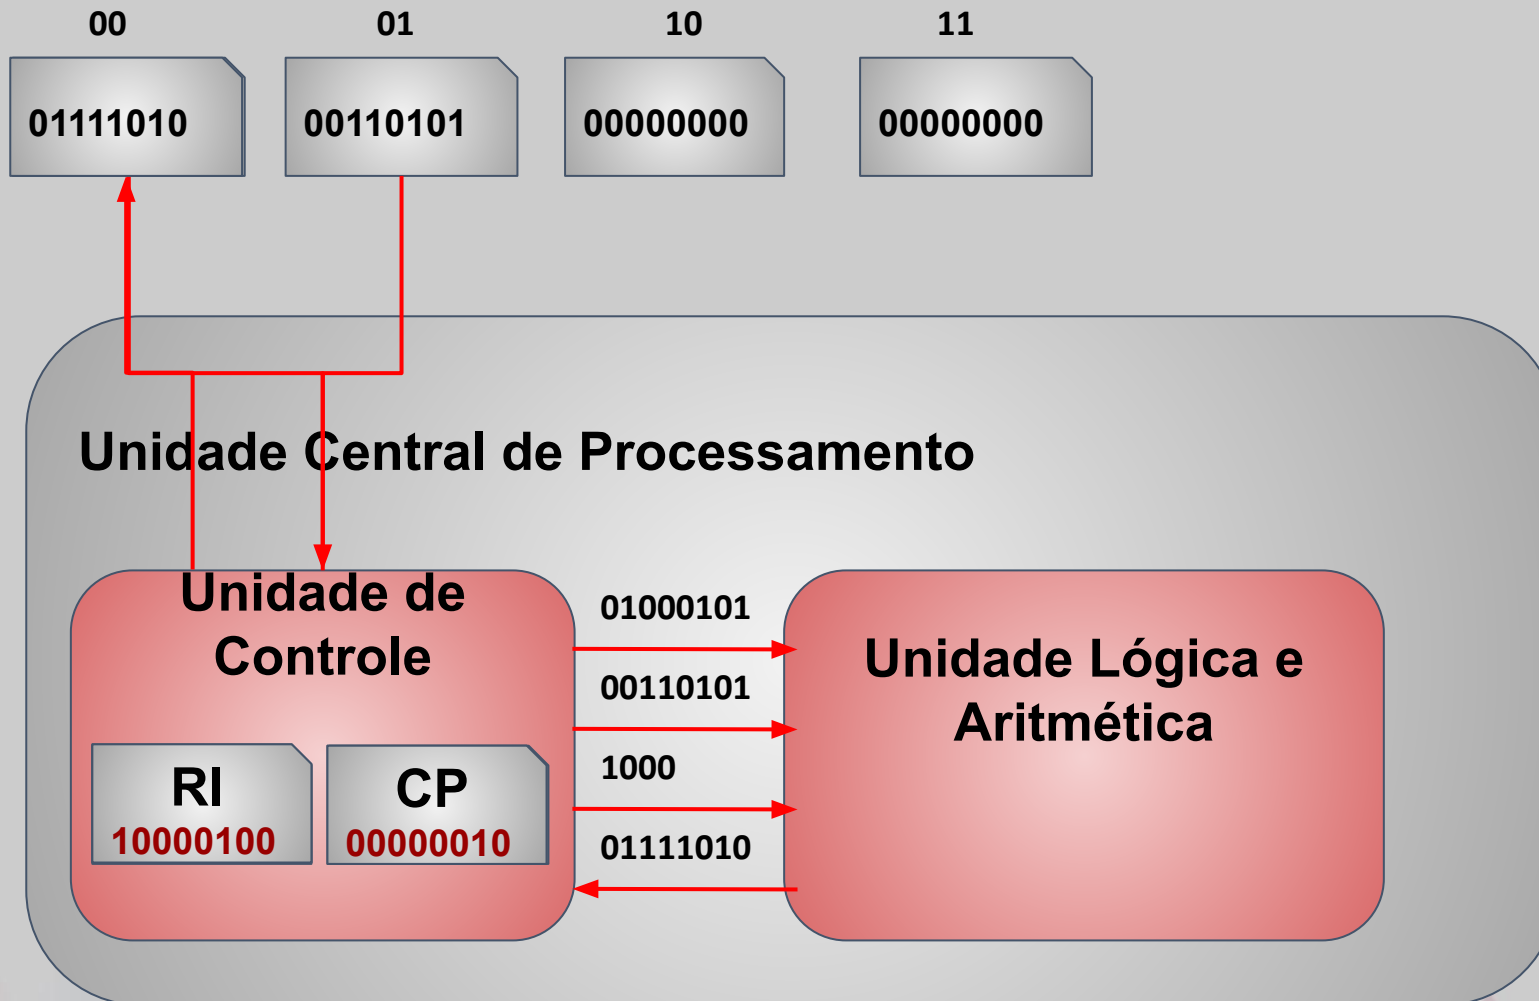 00 01 10 11
01111010 00110101 00000000 00000000
Unidade Central de Processamento
Unidade de
Controle
RI
10000100
CP
00000010
01000101
00110101
1000
01111010
Unidade Lógica e
Aritmética